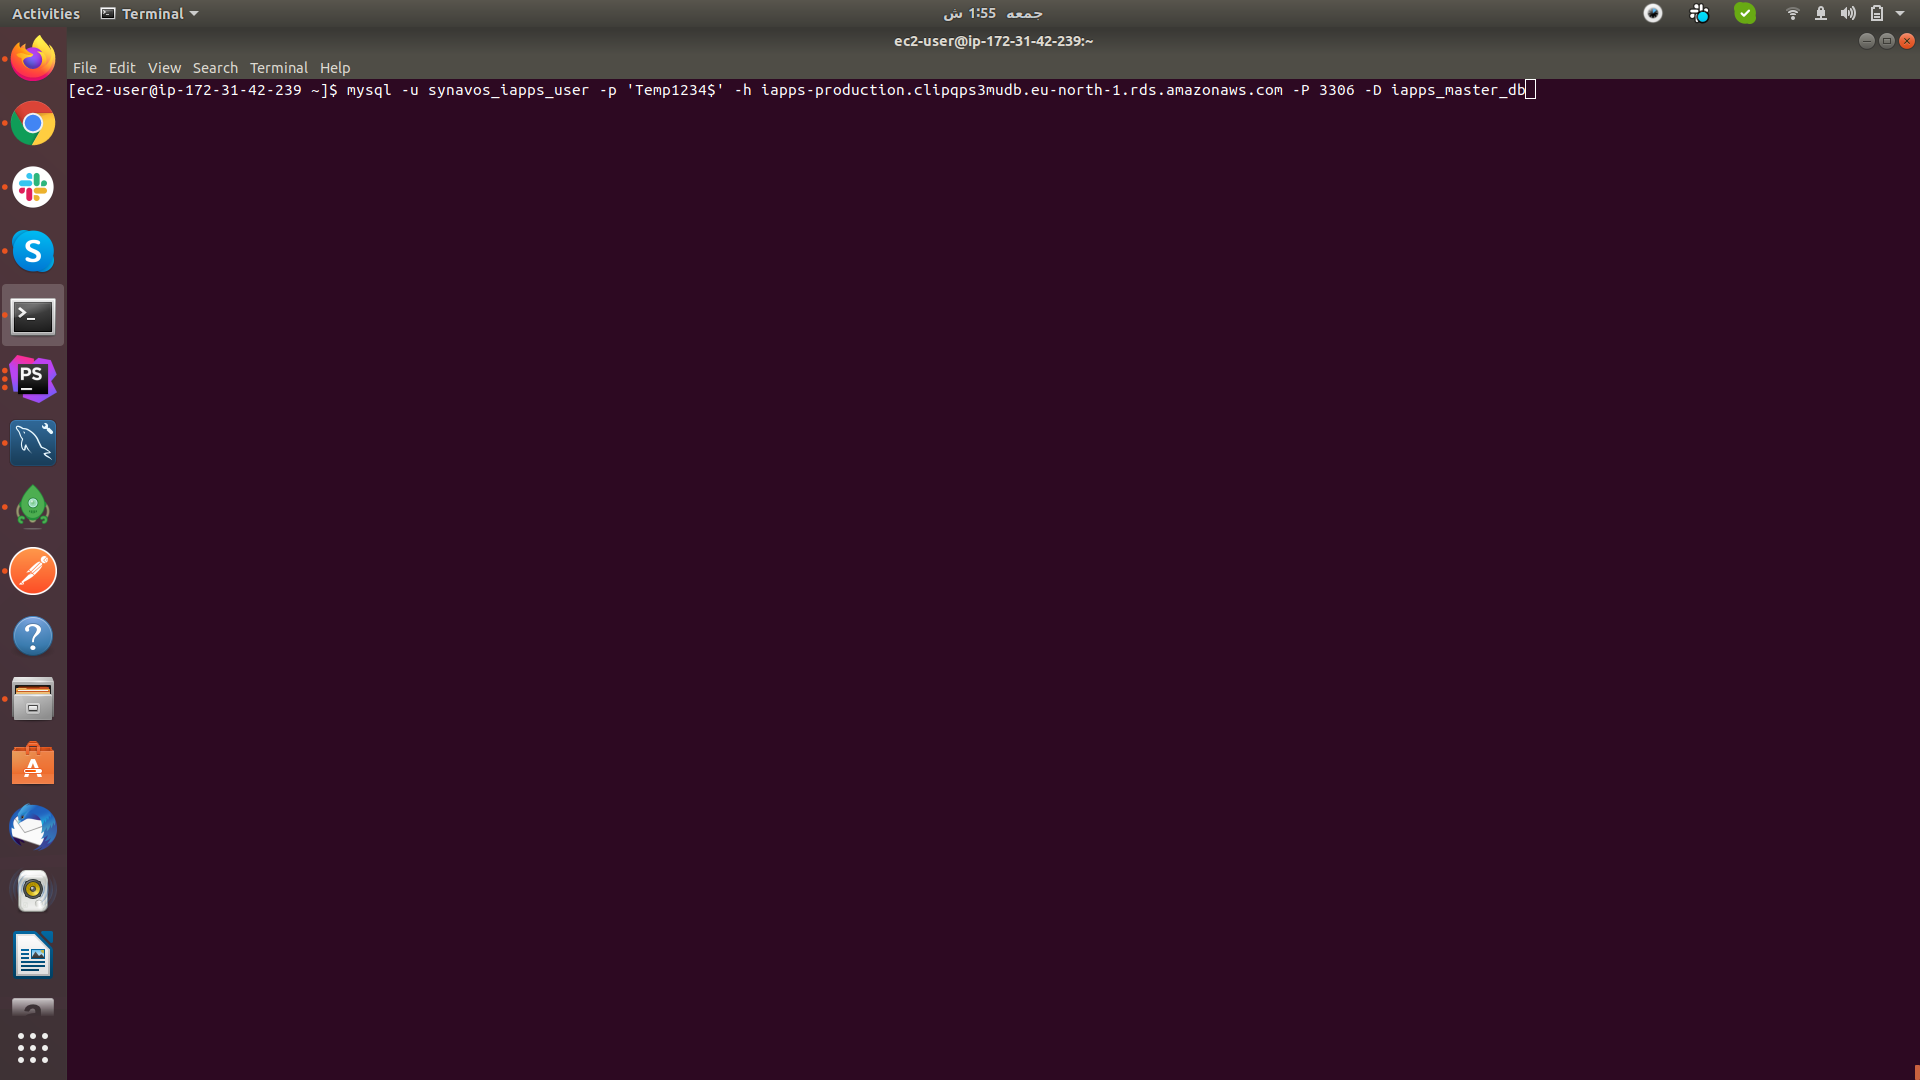 Activities Terminal جمعه 1:55 ش
ec2-user@ip-172-31-42-239:~
File Edit View Search Terminal Help
[ec2-user@ip-172-31-42-239 ~]$ mysql -u synavos_iapps_user -p 'Temp1234$' -h iapps-production.clipqps3mudb.eu-north-1.rds.amazonaws.com -P 3306 -D iapps_master_db
S
PS
?
A